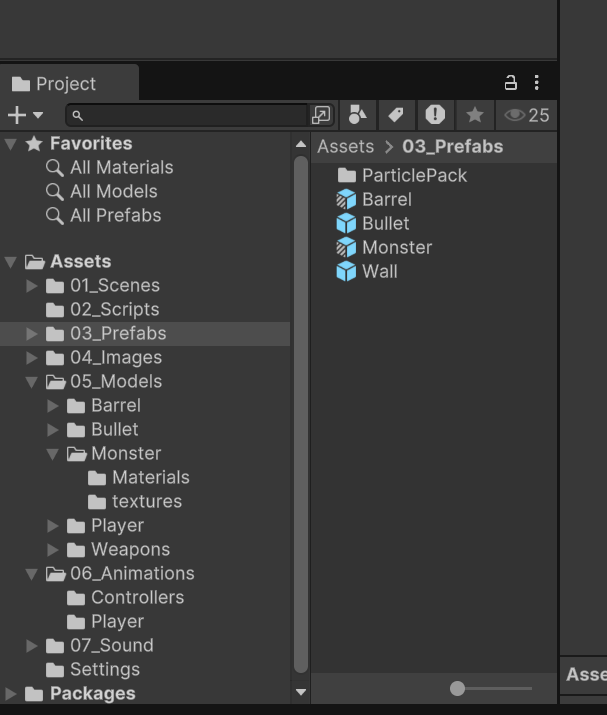 Project
25
Favorites
All Materials
All Models
All Prefabs
Assets
01_Scenes
02_Scripts
03_Prefabs
04_Images
05_Models
Barrel
Bullet
Monster
Materials
textures
Player
Weapons
06_Animations
Controllers
Player
07_Sound
Settings
Packages
Assets > 03_Prefabs
ParticlePack
Barrel
Bullet
Monster
Wall
Asse